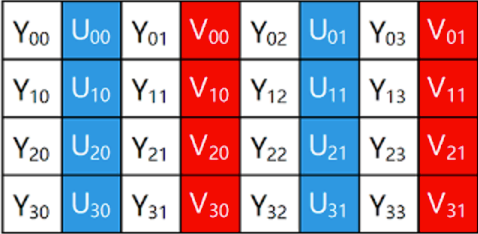 Y₀₀ U₀₀ Y₀₁ V₀₀ Y₀₂ U₀₁ Y₀₃ V₀₁
Y₁₀ U₁₀ Y₁₁ V₁₀ Y₁₂ U₁₁ Y₁₃ V₁₁
Y₂₀ U₂₀ Y₂₁ V₂₀ Y₂₂ U₂₁ Y₂₃ V₂₁
Y₃₀ U₃₀ Y₃₁ V₃₀ Y₃₂ U₃₁ Y₃₃ V₃₁